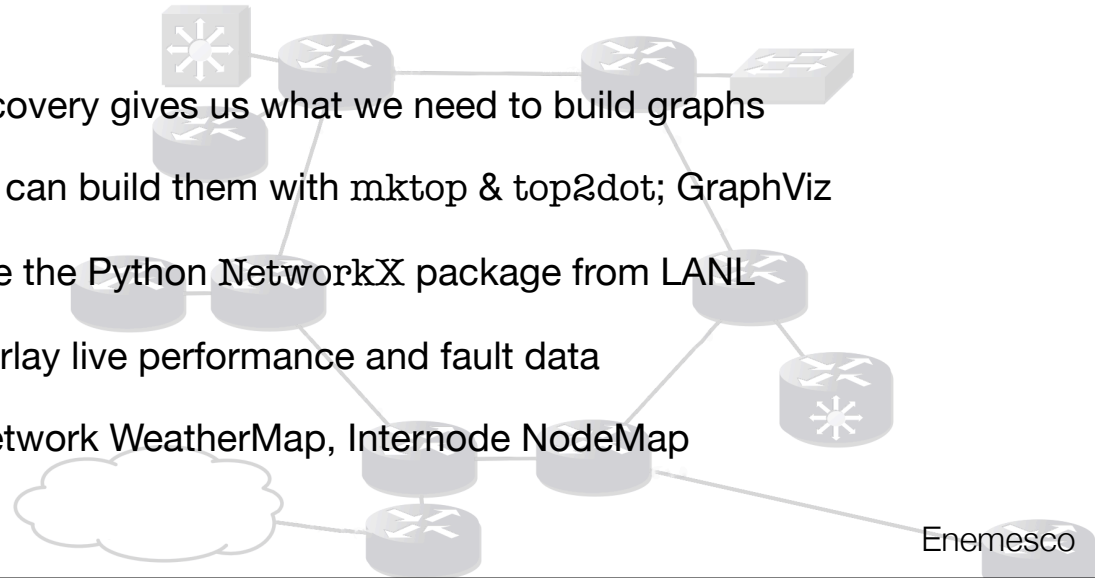 covery gives us what we need to build graphs
can build them with mktop & top2dot; GraphViz
e the Python NetworkX package from LANL
rlay live performance and fault data
etwork WeatherMap, Internode NodeMap
Enemesco